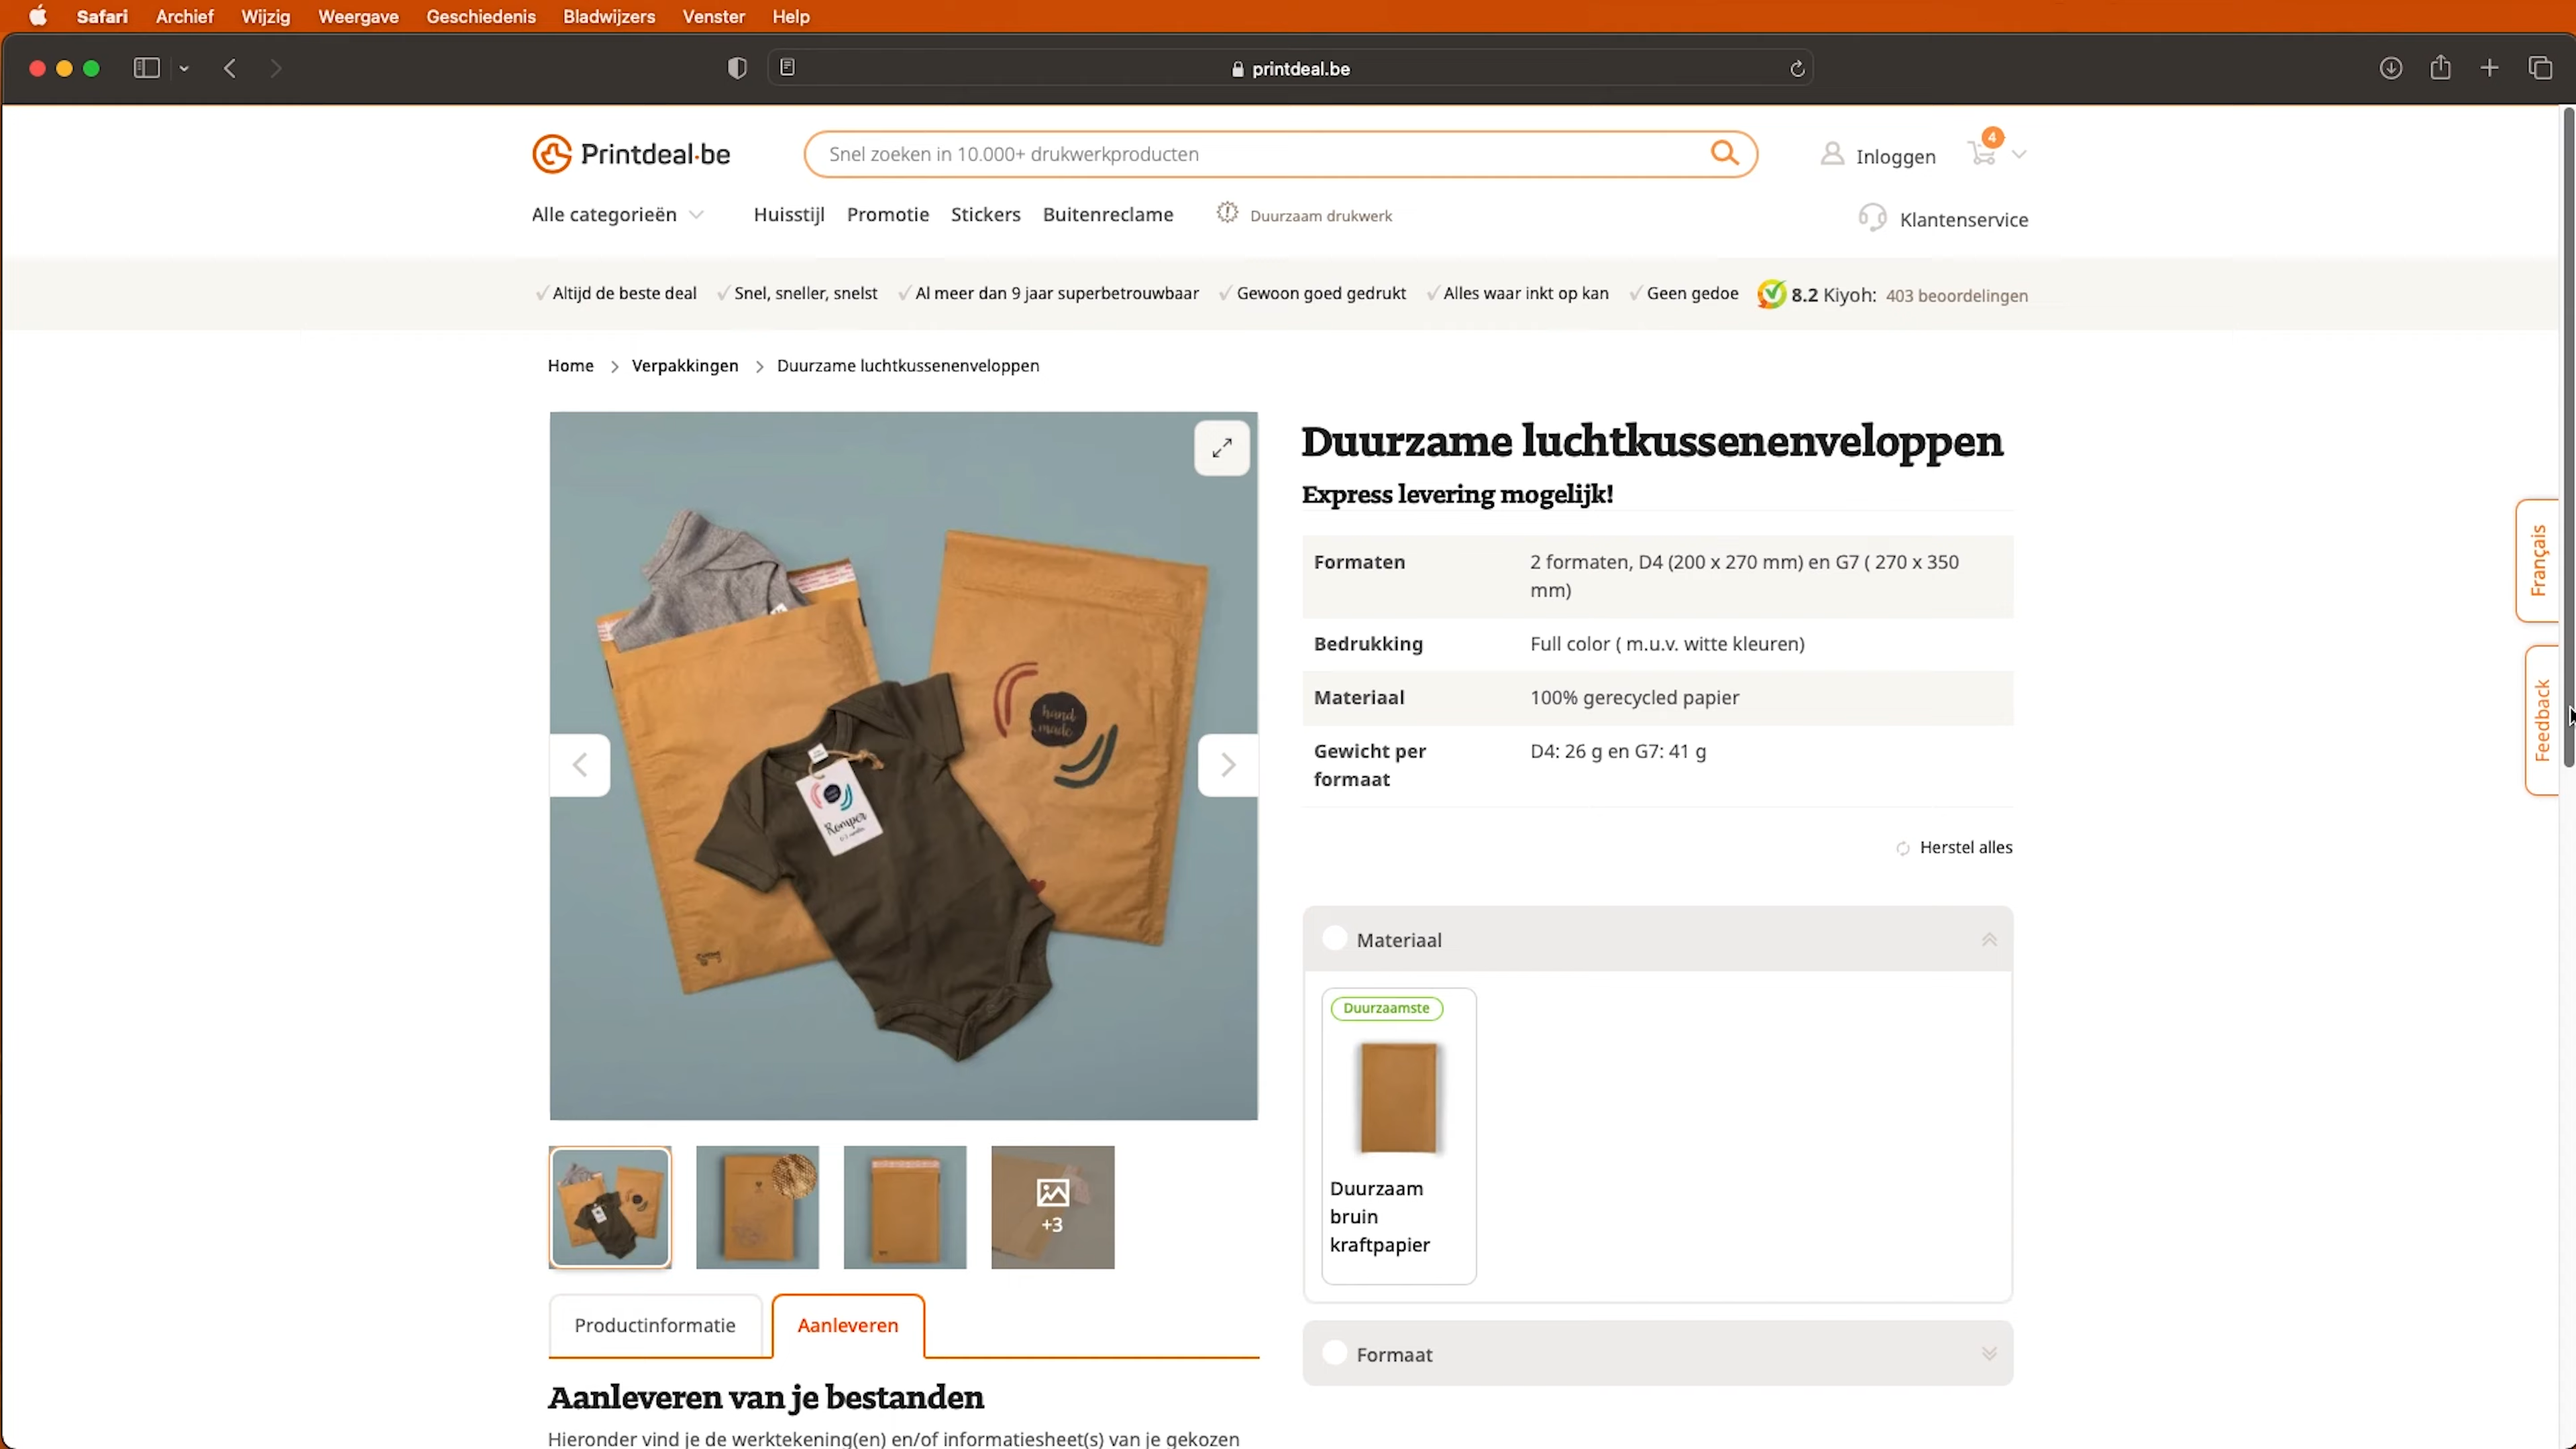 Safari Archief Wijzig Weergave Geschiedenis Bladwijzers Venster Help
printdeal.be
Printdeal.be
Snel zoeken in 10.000+ drukwerkproducten
Inloggen
4
Alle categorieën Huisstijl Promotie Stickers Buitenreclame Duurzaam drukwerk
Klantenservice
Altijd de beste deal Snel, sneller, snelst Al meer dan 9 jaar superbetrouwbaar Gewoon goed gedrukt Alles waar inkt op kan Geen gedoe 8.2 Kiyoh: 403 beoordelingen
Home > Verpakkingen > Duurzame luchtkussenenveloppen
hand
made
Romper
Duurzame luchtkussenenveloppen
Express levering mogelijk!
Formaten 2 formaten, D4 (200 x 270 mm) en G7 ( 270 x 350
mm)
Bedrukking Full color ( m.u.v. witte kleuren)
Materiaal 100% gerecycled papier
Gewicht per D4: 26 g en G7: 41 g
formaat
Herstel alles
Materiaal
Duurzaamste
Duurzaam
bruin
kraftpapier
Formaat
Français
Feedback
+3
Productinformatie Aanleveren
Aanleveren van je bestanden
Hieronder vind je de werktekening(en) en/of informatiesheet(s) van je gekozen